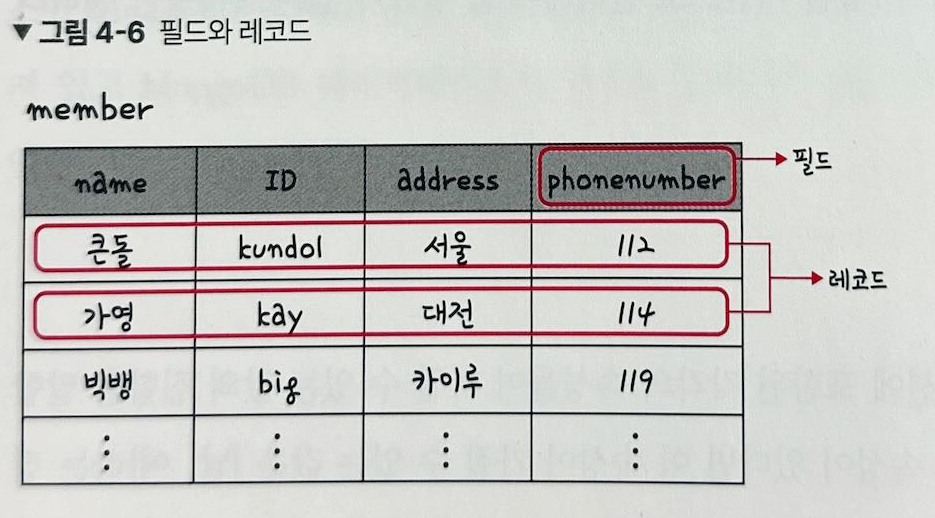 ▼ 그림 4-6 필드와 레코드
member
name ID address phonenumber → 필드
큰돌 kundol 서울 112
→ 레코드
가영 kay 대전 114
빅뱅 big 카이루 119
⋮ ⋮ ⋮ ⋮